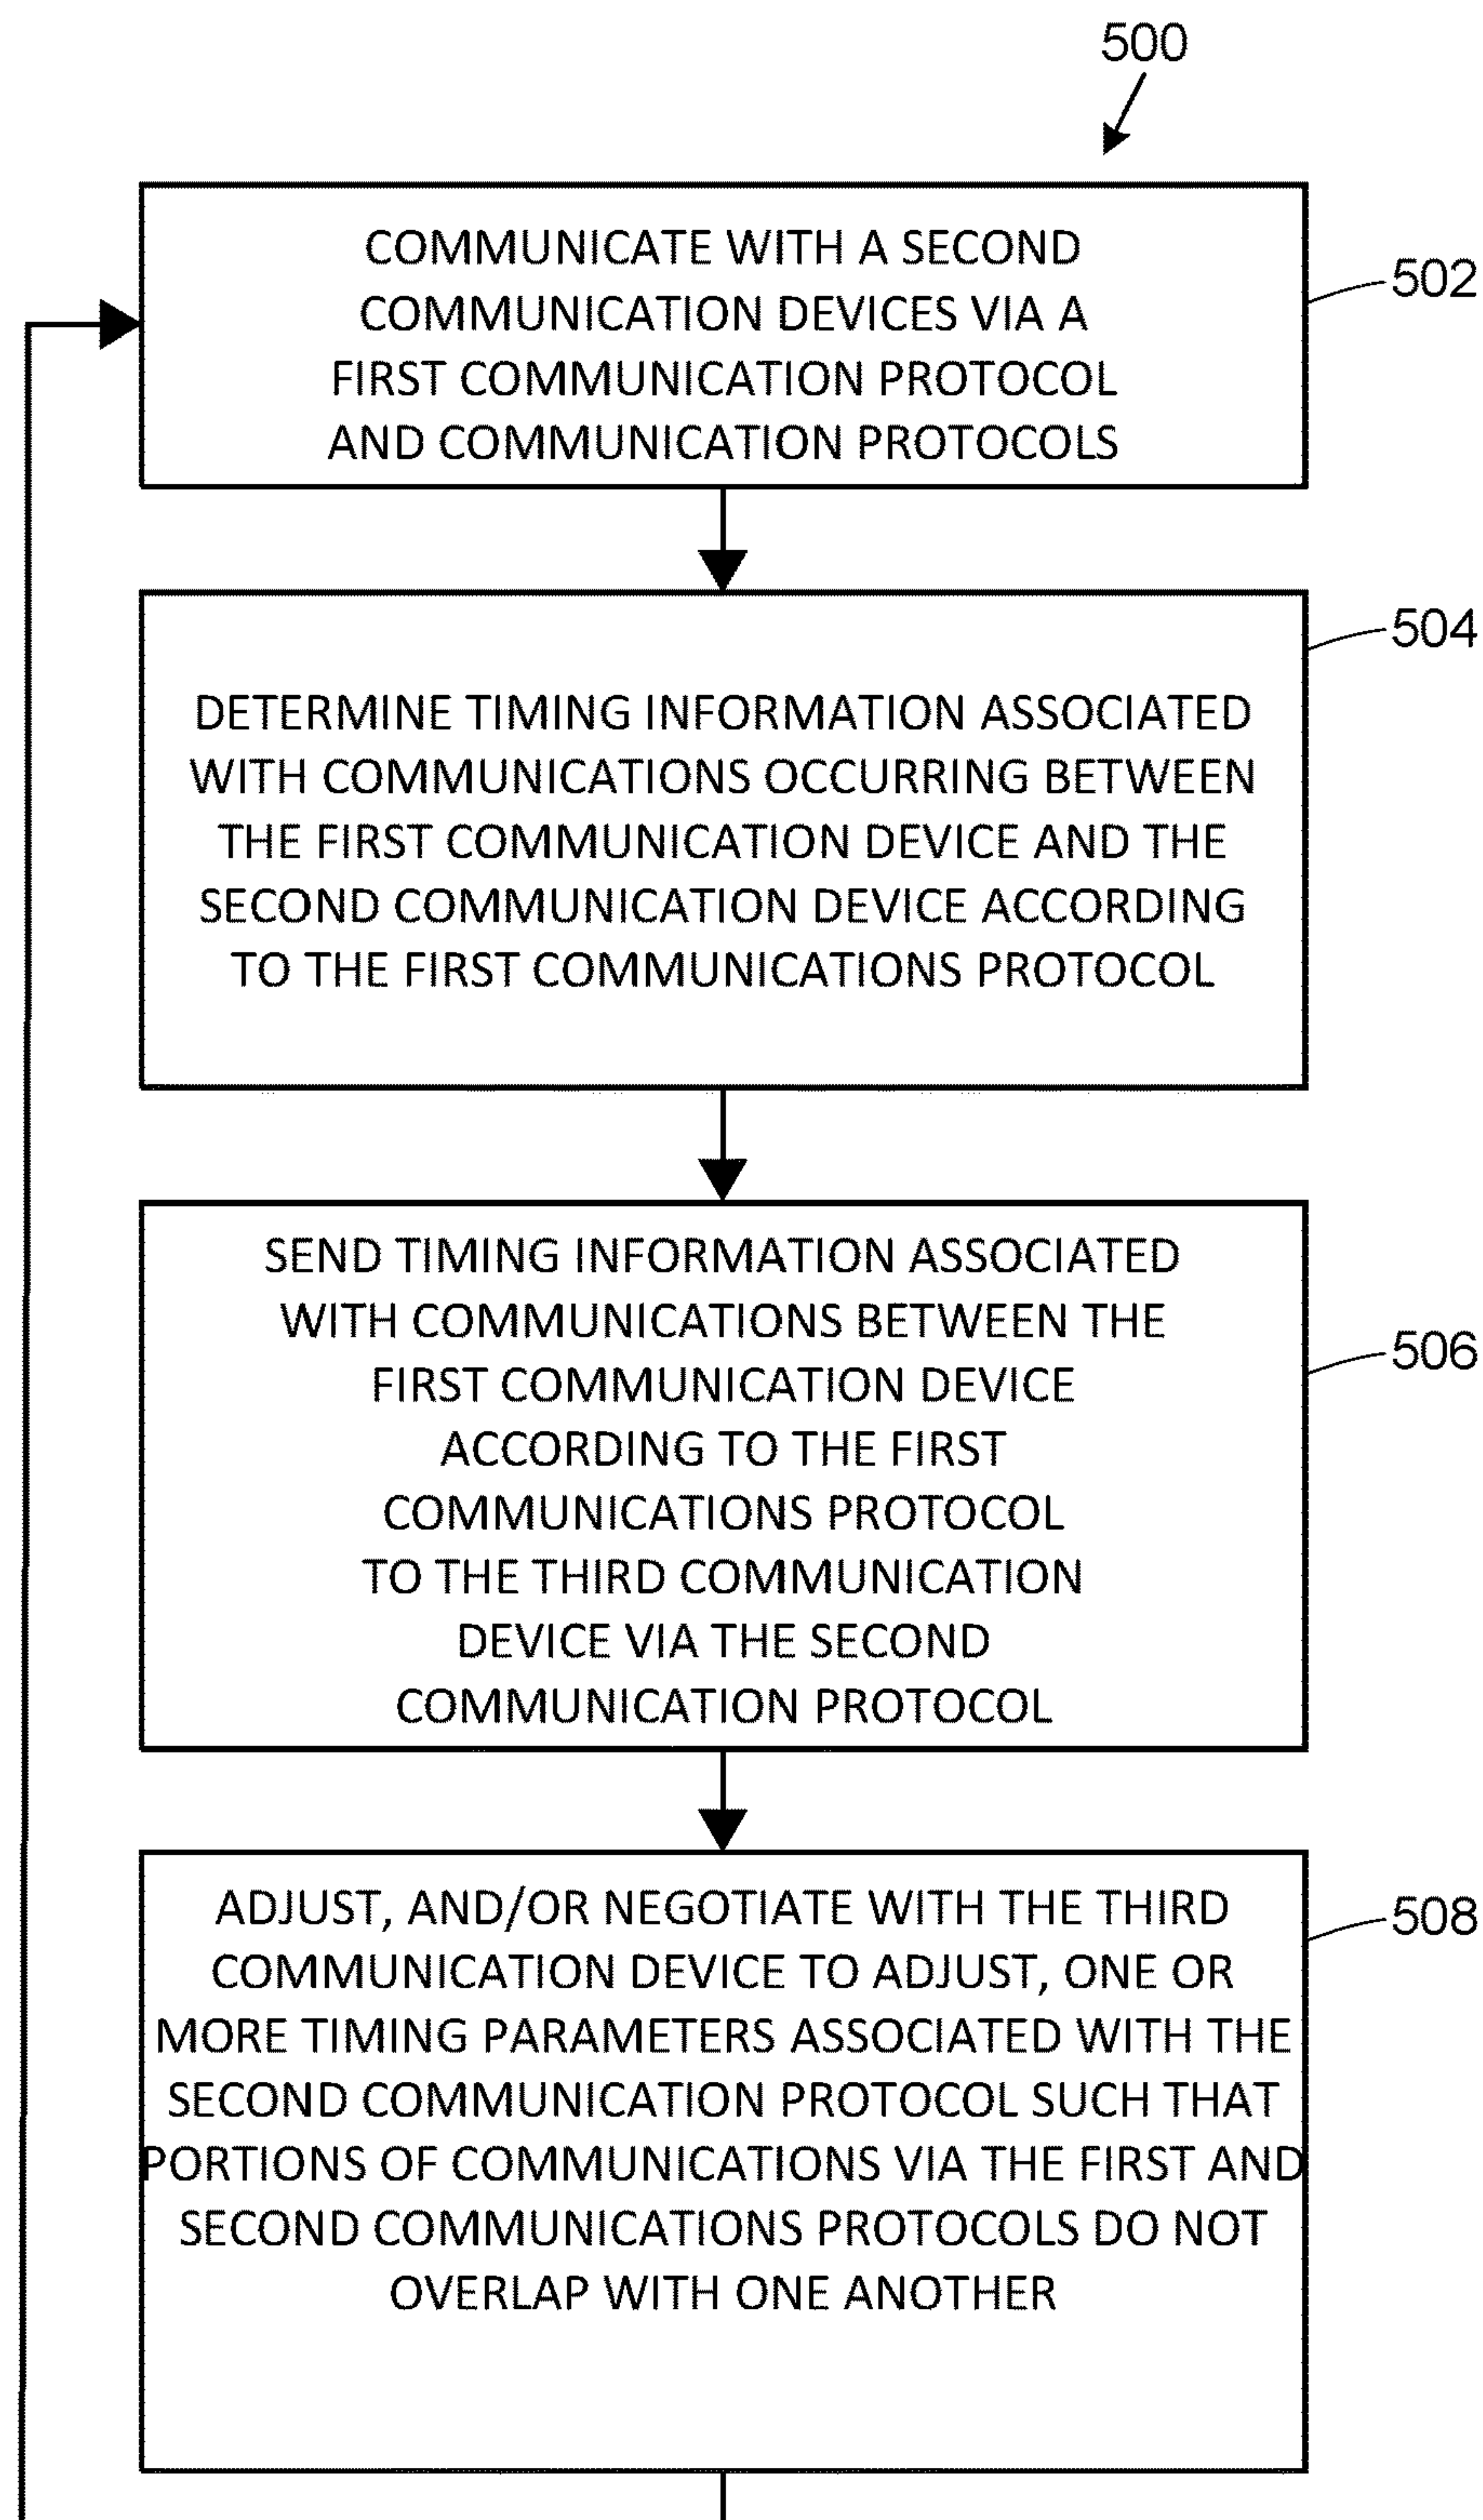 500
COMMUNICATE WITH A SECOND
COMMUNICATION DEVICES VIA A
FIRST COMMUNICATION PROTOCOL
AND COMMUNICATION PROTOCOLS
502
DETERMINE TIMING INFORMATION ASSOCIATED
WITH COMMUNICATIONS OCCURRING BETWEEN
THE FIRST COMMUNICATION DEVICE AND THE
SECOND COMMUNICATION DEVICE ACCORDING
TO THE FIRST COMMUNICATIONS PROTOCOL
504
SEND TIMING INFORMATION ASSOCIATED
WITH COMMUNICATIONS BETWEEN THE
FIRST COMMUNICATION DEVICE
ACCORDING TO THE FIRST
COMMUNICATIONS PROTOCOL
TO THE THIRD COMMUNICATION
DEVICE VIA THE SECOND
COMMUNICATION PROTOCOL
506
ADJUST, AND/OR NEGOTIATE WITH THE THIRD
COMMUNICATION DEVICE TO ADJUST, ONE OR
MORE TIMING PARAMETERS ASSOCIATED WITH THE
SECOND COMMUNICATION PROTOCOL SUCH THAT
PORTIONS OF COMMUNICATIONS VIA THE FIRST AND
SECOND COMMUNICATIONS PROTOCOLS DO NOT
OVERLAP WITH ONE ANOTHER
508